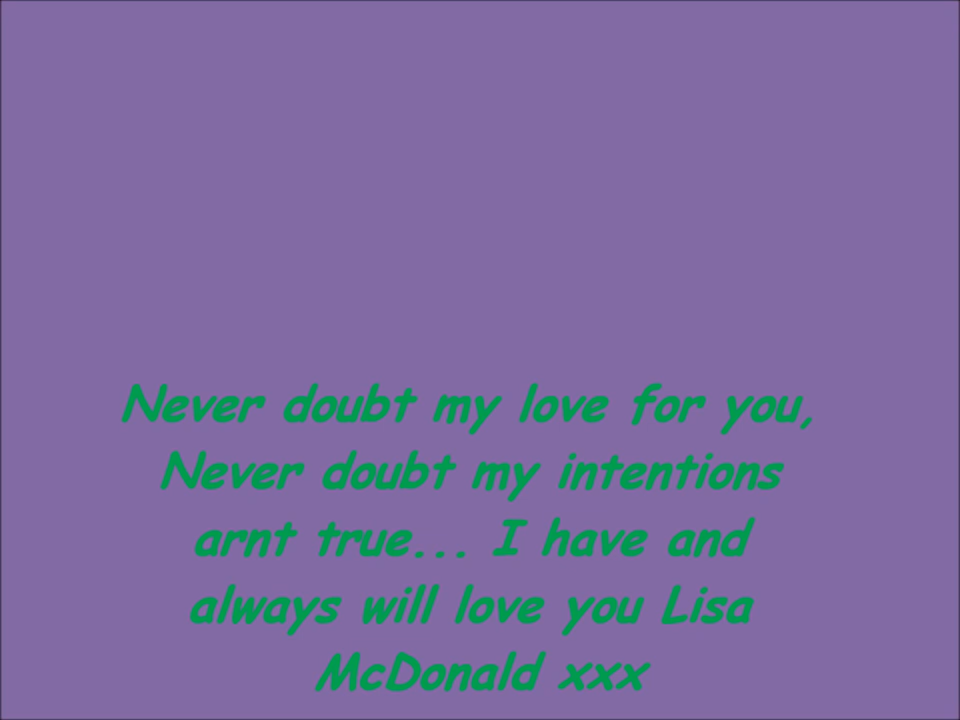 Never doubt my love for you,
Never doubt my intentions
arnt true... I have and
always will love you Lisa
McDonald xxx